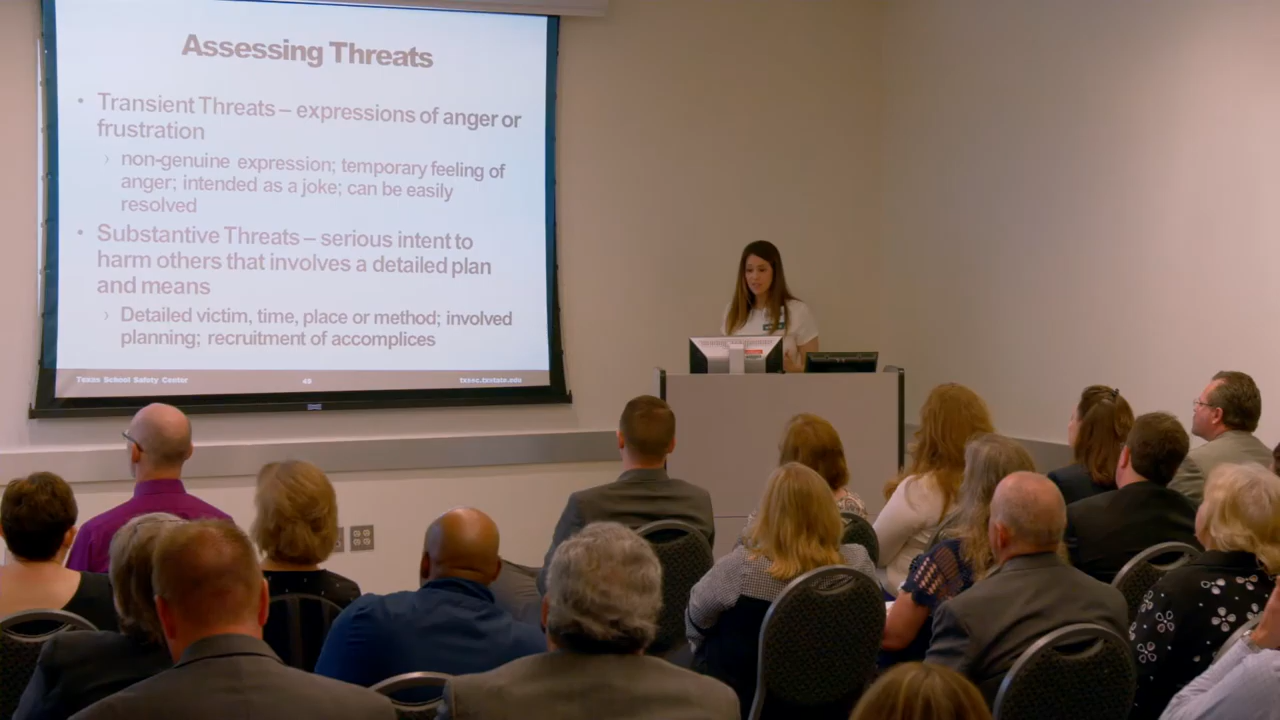 Assessing Threats
• Transient Threats – expressions of anger or
frustration
› non-genuine expression; temporary feeling of
anger; intended as a joke; can be easily
resolved
• Substantive Threats – serious intent to
harm others that involves a detailed plan
and means
› Detailed victim, time, place or method; involved
planning; recruitment of accomplices
Texas School Safety Center 49 txssc.txstate.edu